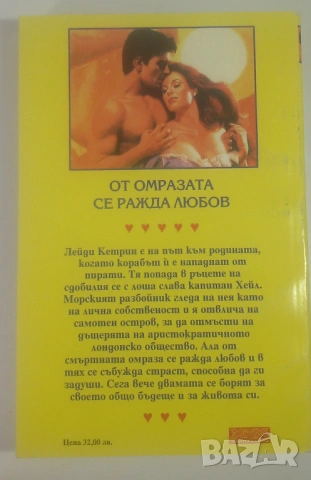 ОТ ОМРАЗАТА
СЕ РАЖДА ЛЮБОВ
Лейди Кетрин е на път към родината,
когато корабът ѝ е нападнат от
пирати. Тя попада в ръцете на
сдобилия се с лоша слава капитан Хейл.
Морският разбойник гледа на нея като
на лична собственост и я отвлича на
самотен остров, за да отмъсти на
дъщерята на аристократичното
лондонско общество. Ала от
смъртната омраза се ражда любов и в
тях се събужда страст, способна да ги
задуши. Сега вече двамата се борят за
своето общо бъдеще и за живота си.
Цена 32,00 лв.
bazar